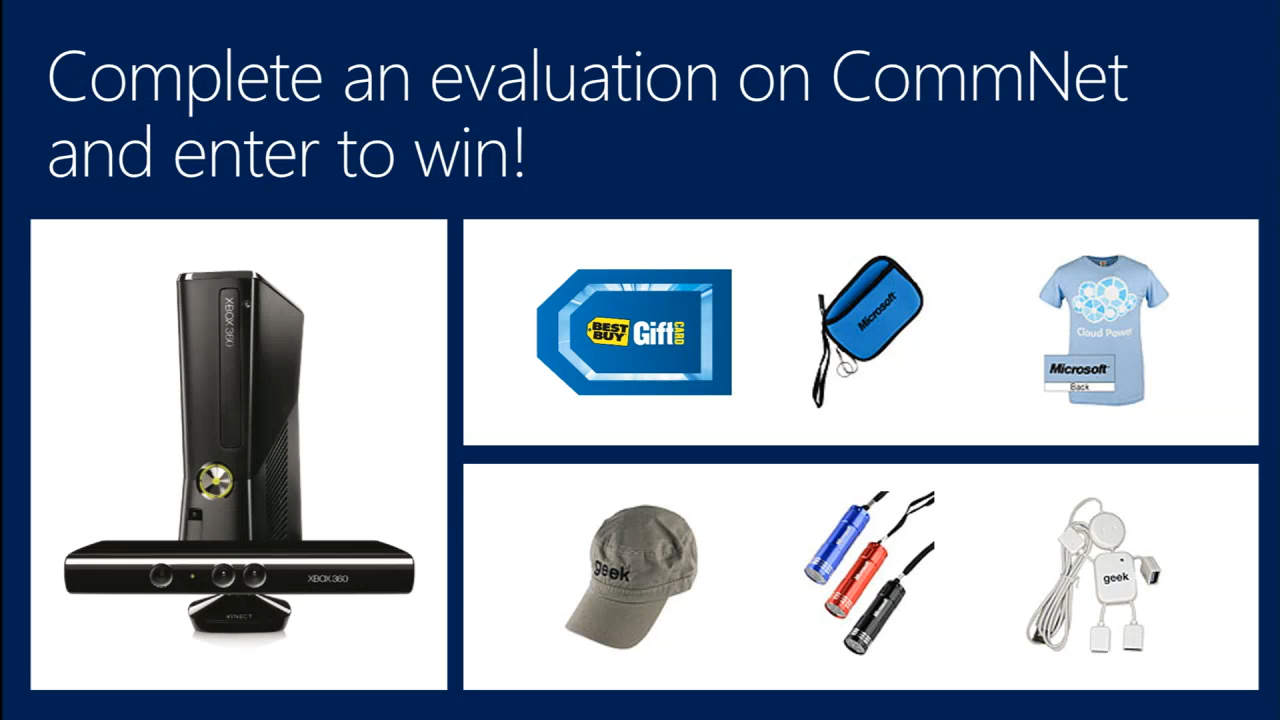 Complete an evaluation on CommNet
and enter to win!
XBOX 360
XBOX 360
KINECT
BEST
BUY
Gift
CARD
Microsoft
Cloud Power
Microsoft
Back
geek
geek